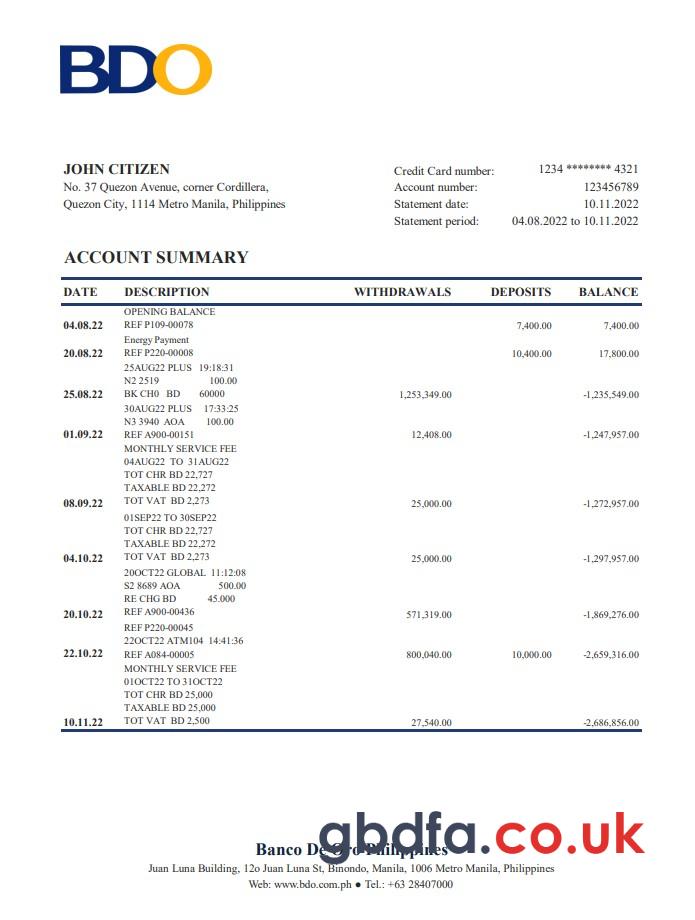 BDO
JOHN CITIZEN
No. 37 Quezon Avenue, corner Cordillera,
Quezon City, 1114 Metro Manila, Philippines
Credit Card number: 1234 ******** 4321
Account number: 123456789
Statement date: 10.11.2022
Statement period: 04.08.2022 to 10.11.2022
ACCOUNT SUMMARY
DATE DESCRIPTION WITHDRAWALS DEPOSITS BALANCE
OPENING BALANCE
04.08.22 REF P109-00078 7,400.00 7,400.00
Energy Payment
20.08.22 REF P220-00008 10,400.00 17,800.00
25AUG22 PLUS 19:18:31
N2 2519 100.00
25.08.22 BK CH0 BD 60000 1,253,349.00 -1,235,549.00
30AUG22 PLUS 17:33:25
N3 3940 AOA 100.00
01.09.22 REF A900-00151 12,408.00 -1,247,957.00
MONTHLY SERVICE FEE
04AUG22 TO 31AUG22
TOT CHR BD 22,727
TAXABLE BD 22,272
TOT VAT BD 2,273
08.09.22 25,000.00 -1,272,957.00
01SEP22 TO 30SEP22
TOT CHR BD 22,727
TAXABLE BD 22,272
TOT VAT BD 2,273
04.10.22 25,000.00 -1,297,957.00
20OCT22 GLOBAL 11:12:08
S2 8689 AOA 500.00
RE CHG BD 45.000
20.10.22 REF A900-00436 571,319.00 -1,869,276.00
REF P220-00045
22OCT22 ATM104 14:41:36
22.10.22 REF A084-00005 800,040.00 10,000.00 -2,659,316.00
MONTHLY SERVICE FEE
01OCT22 TO 31OCT22
TOT CHR BD 25,000
TAXABLE BD 25,000
TOT VAT BD 2,500
10.11.22 27,540.00 -2,686,856.00
gbdfa.co.uk
Banco De Oro Philippines
Juan Luna Building, 12o Juan Luna St, Binondo, Manila, 1006 Metro Manila, Philippines
Web: www.bdo.com.ph ● Tel.: +63 28407000